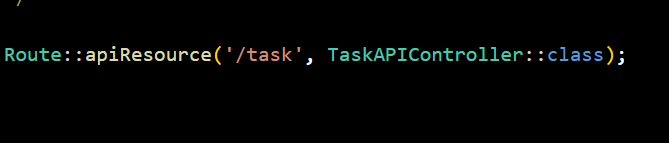 /
Route::apiResource('/task', TaskAPIController::class);